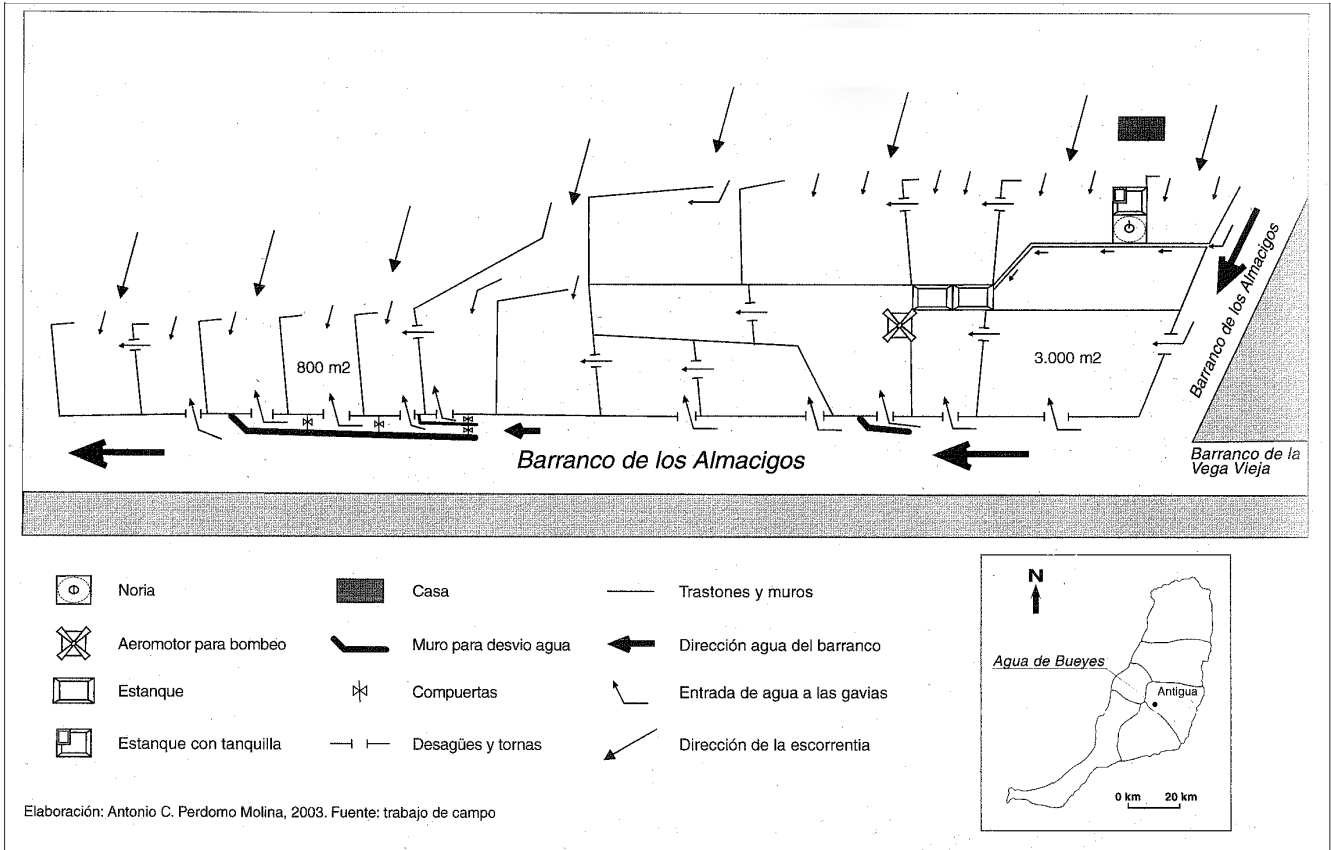 800 m2
3.000 m2
Barranco de los Almacigos
Barranco de los Almacigos
Barranco de la
Vega Vieja
Noria
Casa
Trastones y muros
Aeromotor para bombeo
Muro para desvio agua
Dirección agua del barranco
Estanque
Compuertas
Entrada de agua a las gavias
Estanque con tanquilla
Desagües y tornas
Dirección de la escorrentia
N
Agua de Bueyes
Antigua
0 km 20 km
Elaboración: Antonio C. Perdomo Molina, 2003. Fuente: trabajo de campo